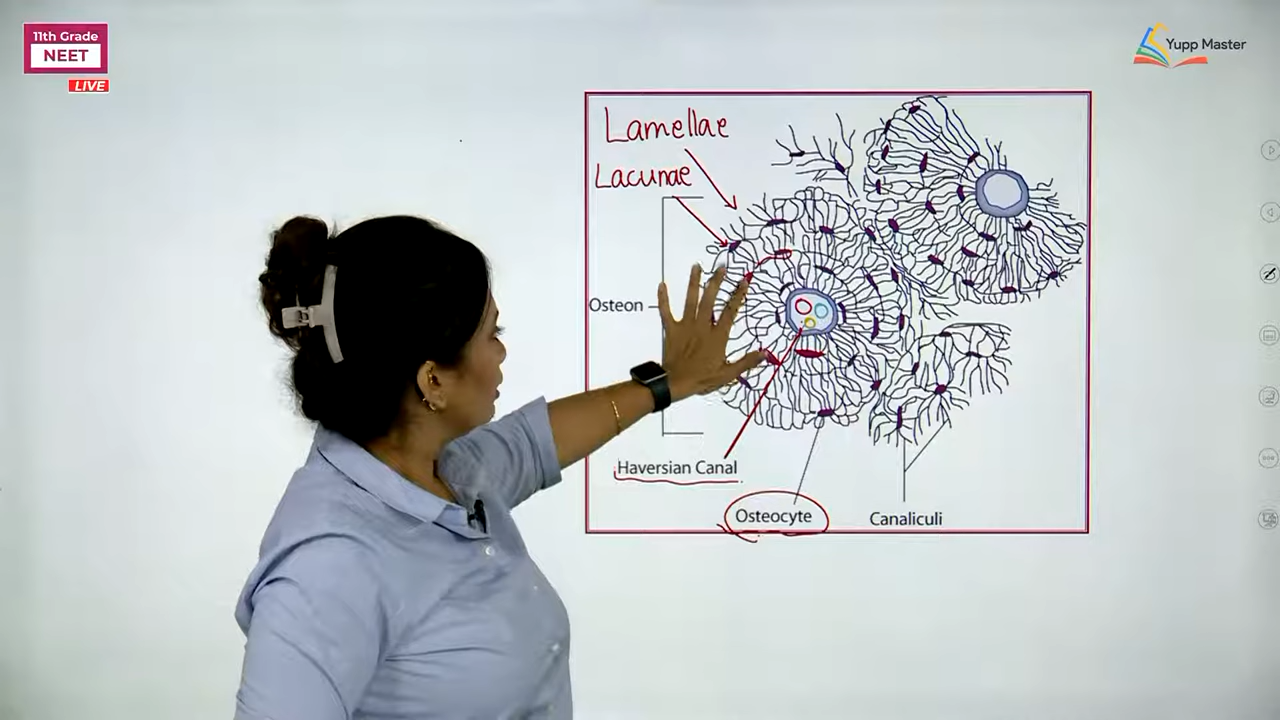 11th Grade
NEET
LIVE
Yupp Master
Lamellae
Lacunae
Osteon
Haversian Canal
Osteocyte
Canaliculi